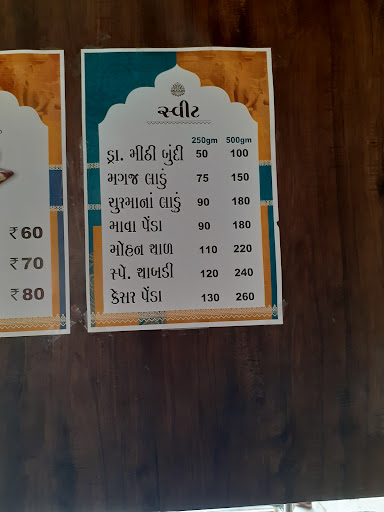 સ્વીટ
250gm 500gm
ડ્રા. મીઠી બુંદી 50 100
મગજ લાડું 75 150
ચુરમાનાં લાડું 90 180
માવા પેંડા 90 180
મોહન થાળ 110 220
સ્પે. થાબડી 120 240
કેસર પેંડા 130 260
₹60
₹70
₹80